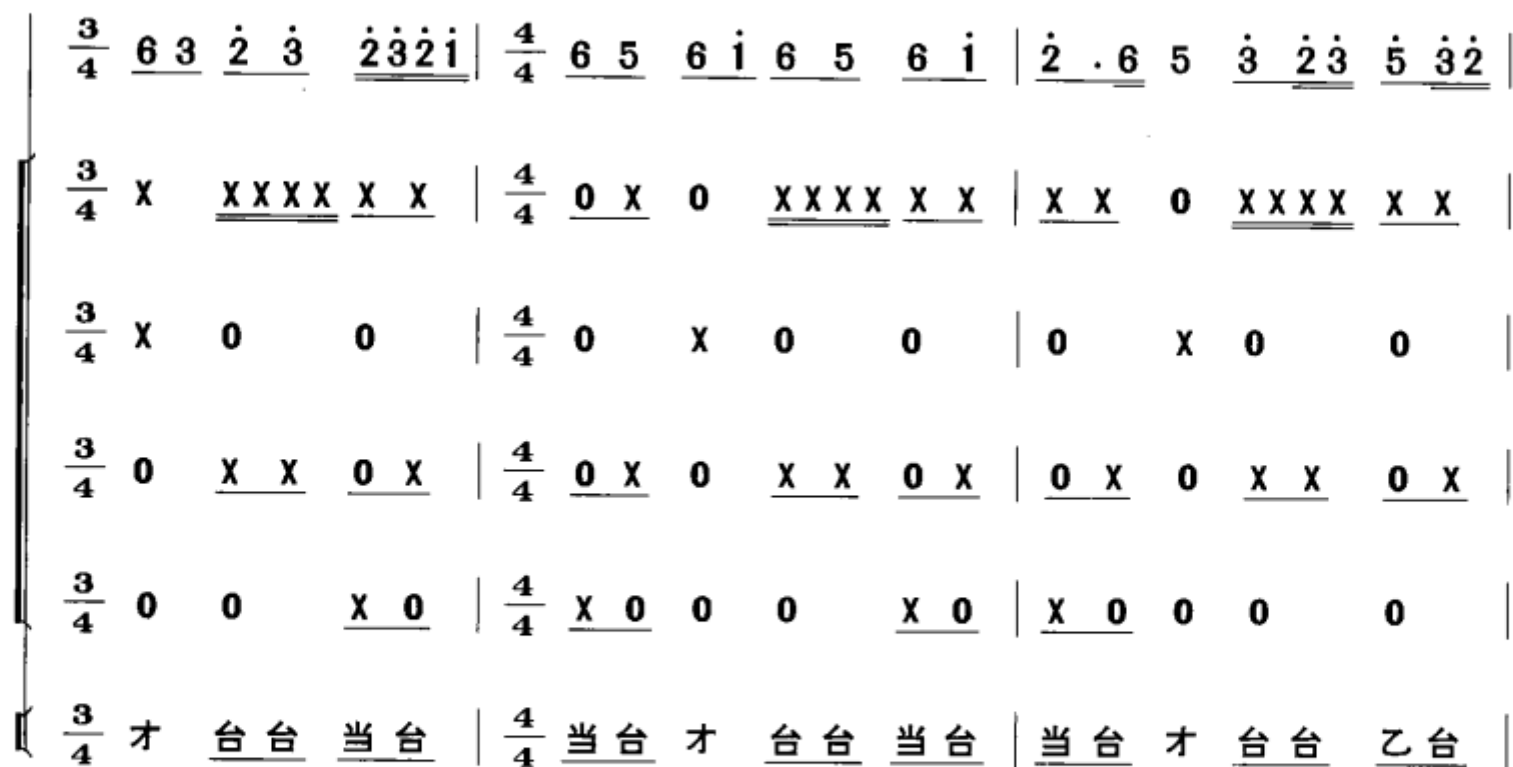 3/4 6 3 2̇ 3̇ 2̇3̇2̇1̇ | 4/4 6 5 6 1̇ 6 5 6 1̇ | 2̇ . 6 5 3̇ 2̇3̇ 5̇ 3̇2̇ |
3/4 X XXXX X X | 4/4 0 X 0 XXXX X X | X X 0 XXXX X X |
3/4 X 0 0 | 4/4 0 X 0 0 | 0 X 0 0 |
3/4 0 X X 0 X | 4/4 0 X 0 X X 0 X | 0 X 0 X X 0 X |
3/4 0 0 X 0 | 4/4 X 0 0 0 X 0 | X 0 0 0 0 |
3/4 才 台台 当台 | 4/4 当台 才 台台 当台 | 当台 才 台台 乙台 |